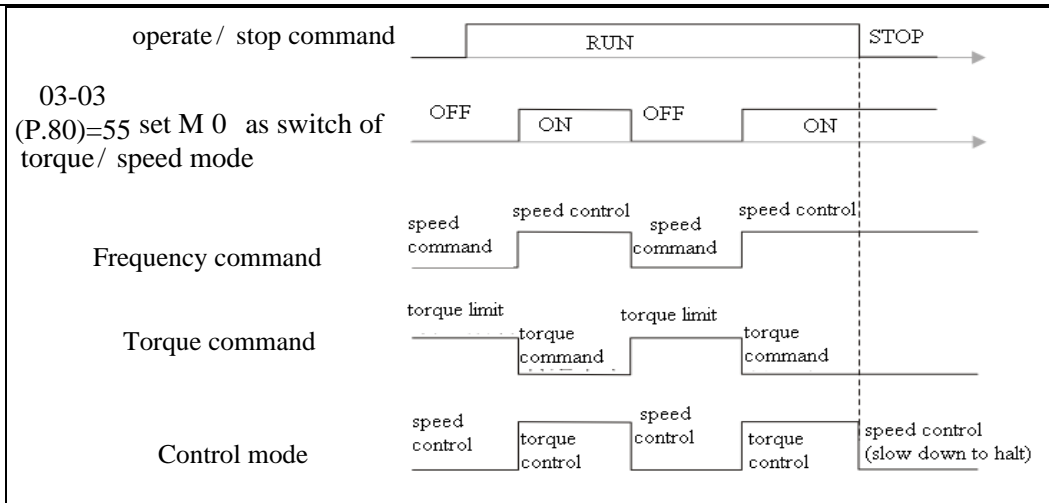 operate/ stop command
RUN
STOP
03-03
(P.80)=55 set M 0 as switch of
torque/ speed mode
OFF
ON
OFF
ON
Frequency command
speed
command
speed control
speed
command
speed control
Torque command
torque limit
torque
command
torque limit
torque
command
Control mode
speed
control
torque
control
speed
control
torque
control
speed control
(slow down to halt)